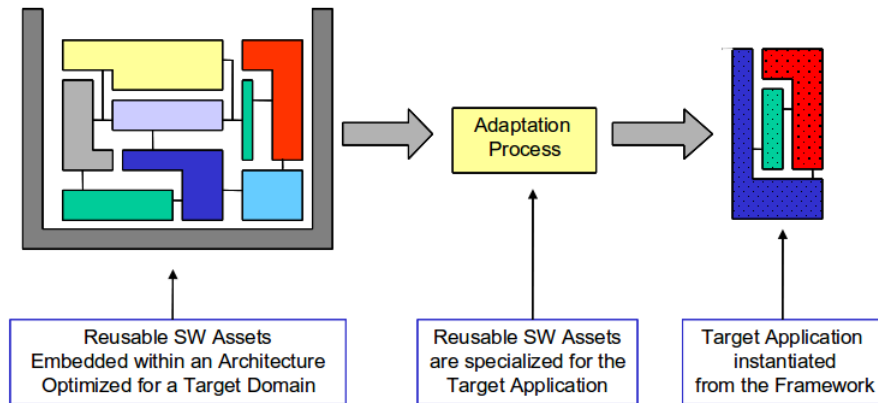 Adaptation
Process
Reusable SW Assets
Embedded within an Architecture
Optimized for a Target Domain
Reusable SW Assets
are specialized for the
Target Application
Target Application
instantiated
from the Framework